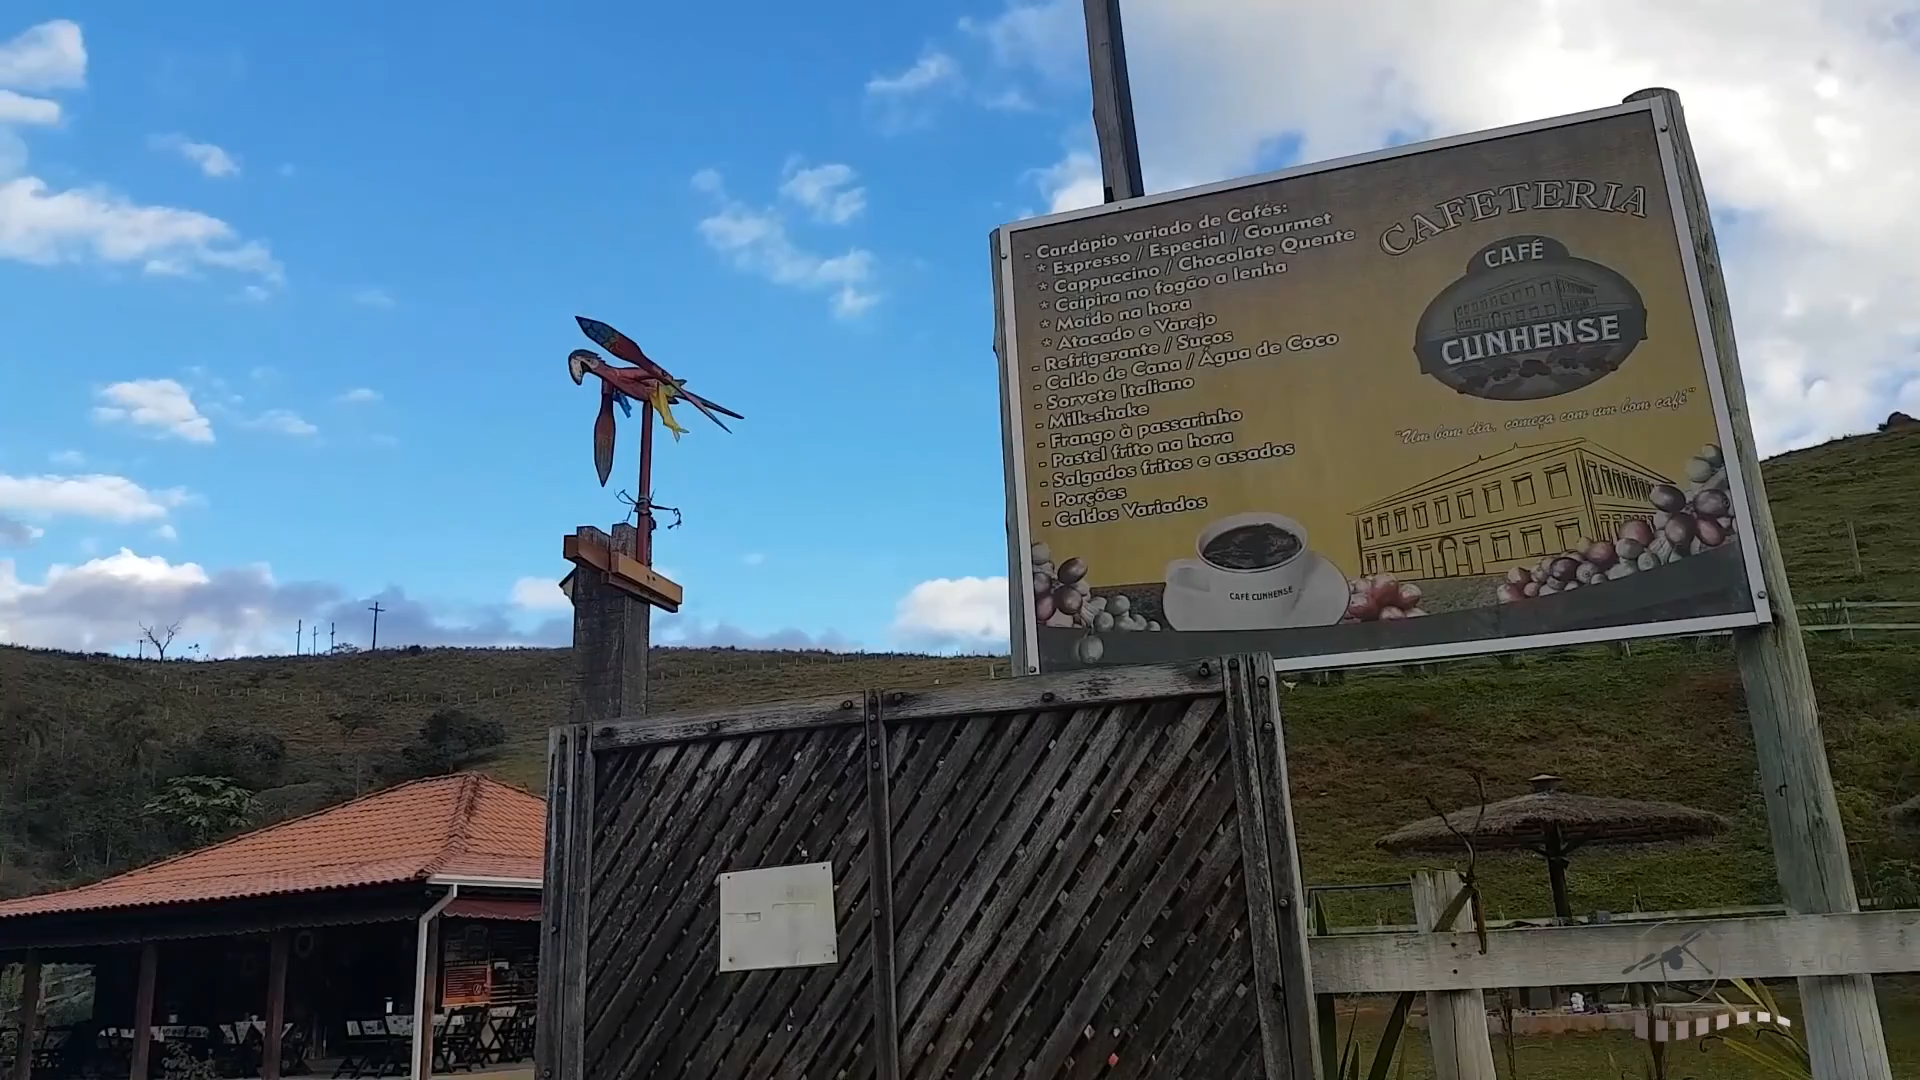 - Cardápio variado de Cafés:
* Expresso / Especial / Gourmet
* Cappuccino / Chocolate Quente
* Caipira no fogão a lenha
* Moído na hora
* Atacado e Varejo
- Refrigerante / Sucos
- Caldo de Cana / Água de Coco
- Sorvete Italiano
- Milk-shake
- Frango à passarinho
- Pastel frito na hora
- Salgados fritos e assados
- Porções
- Caldos Variados
CAFETERIA
CAFÉ
CUNHENSE
"Um bom dia, começa com um bom café"
CAFÉ CUNHENSE